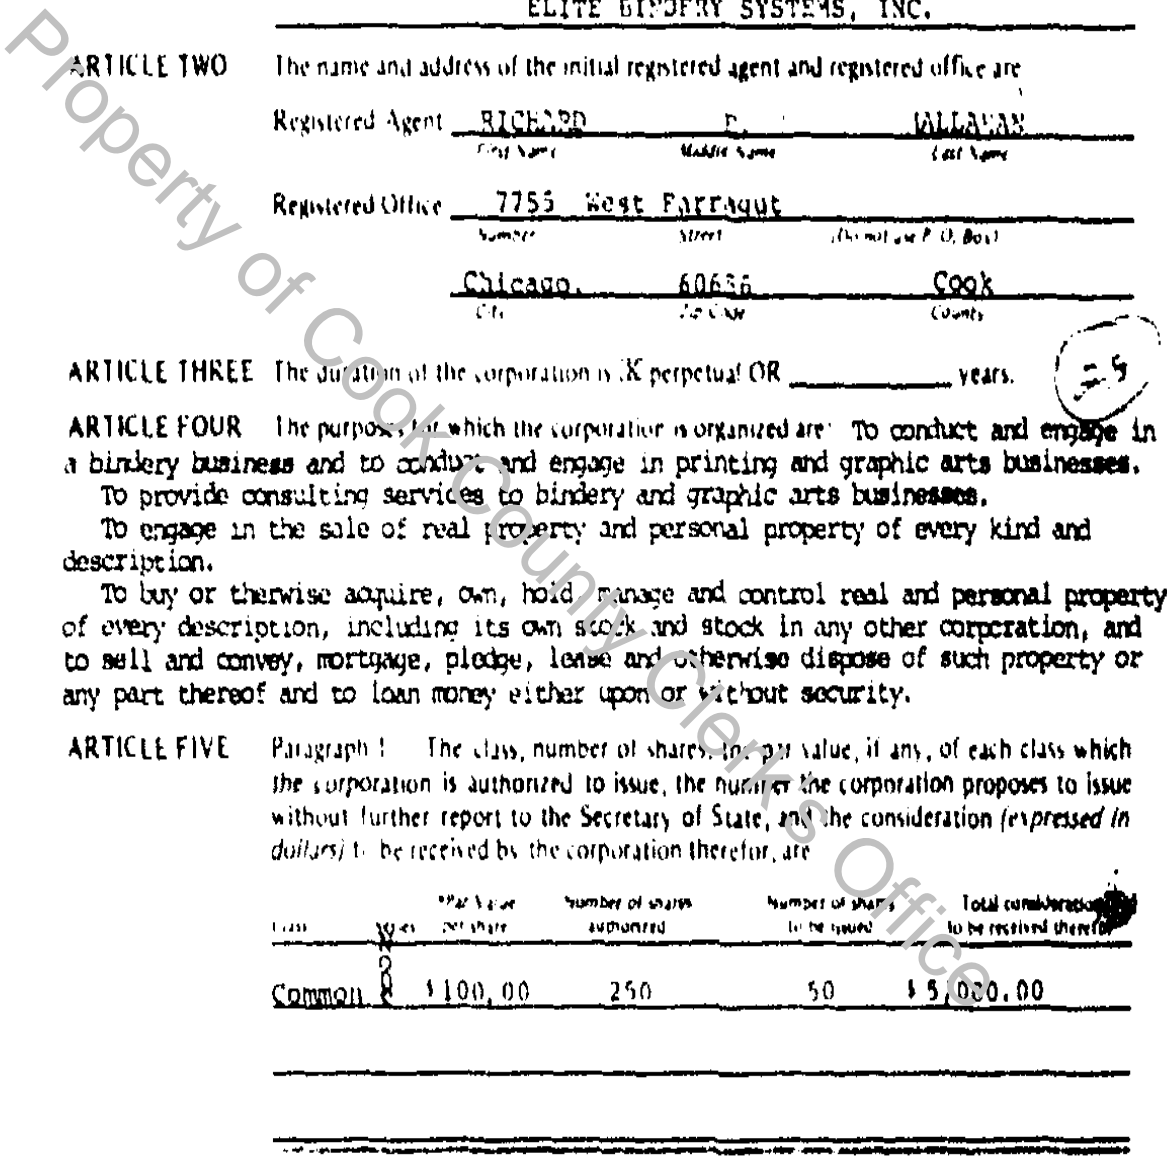 ELITE BINDERY SYSTEMS, INC.
ARTICLE TWO The name and address of the initial registered agent and registered office are
Registered Agent RICHARD
First Name Middle Name Last Name
Registered Office 7755 West Farragut
Number Street (Do not use P. O. Box)
Chicago, 60656 Cook
City Zip Code County
ARTICLE THREE The duration of the corporation is X perpetual OR years.
ARTICLE FOUR The purposes for which the corporation is organized are: To conduct and engage in
a bindery business and to conduct and engage in printing and graphic arts businesses.
To provide consulting services to bindery and graphic arts businesses.
To engage in the sale of real property and personal property of every kind and
description.
To buy or therwise acquire, own, hold, manage and control real and personal property
of every description, including its own stock and stock in any other corporation, and
to sell and convey, mortgage, pledge, lease and otherwise dispose of such property or
any part thereof and to loan money either upon or without security.
ARTICLE FIVE Paragraph 1 The class, number of shares, the par value, if any, of each class which
the corporation is authorized to issue, the number the corporation proposes to issue
without further report to the Secretary of State, and the consideration (expressed in
dollars) to be received by the corporation therefor, are
*Par Value Number of shares Number of shares Total consideration
Class Series per share authorized to be issued to be received therefor
Common $100.00 250 50 $ 5,000.00
Property of Cook County Clerk's Office